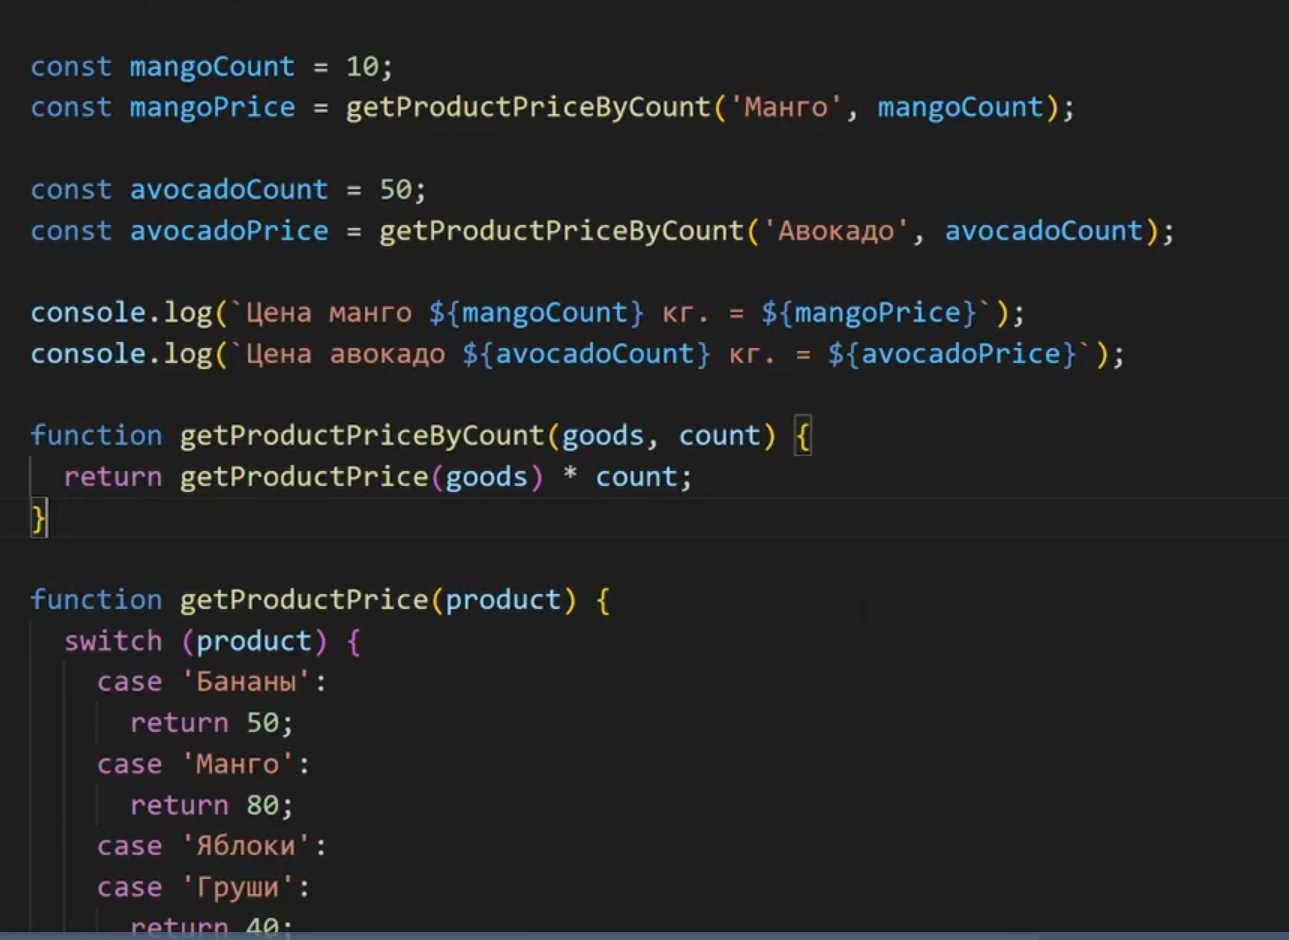 const mangoCount = 10;
const mangoPrice = getProductPriceByCount('Манго', mangoCount);
const avocadoCount = 50;
const avocadoPrice = getProductPriceByCount('Авокадо', avocadoCount);
console.log(`Цена манго ${mangoCount} кг. = ${mangoPrice}`);
console.log(`Цена авокадо ${avocadoCount} кг. = ${avocadoPrice}`);
function getProductPriceByCount(goods, count) {
return getProductPrice(goods) * count;
}
function getProductPrice(product) {
switch (product) {
case 'Бананы':
return 50;
case 'Манго':
return 80;
case 'Яблоки':
case 'Груши':
return 40;